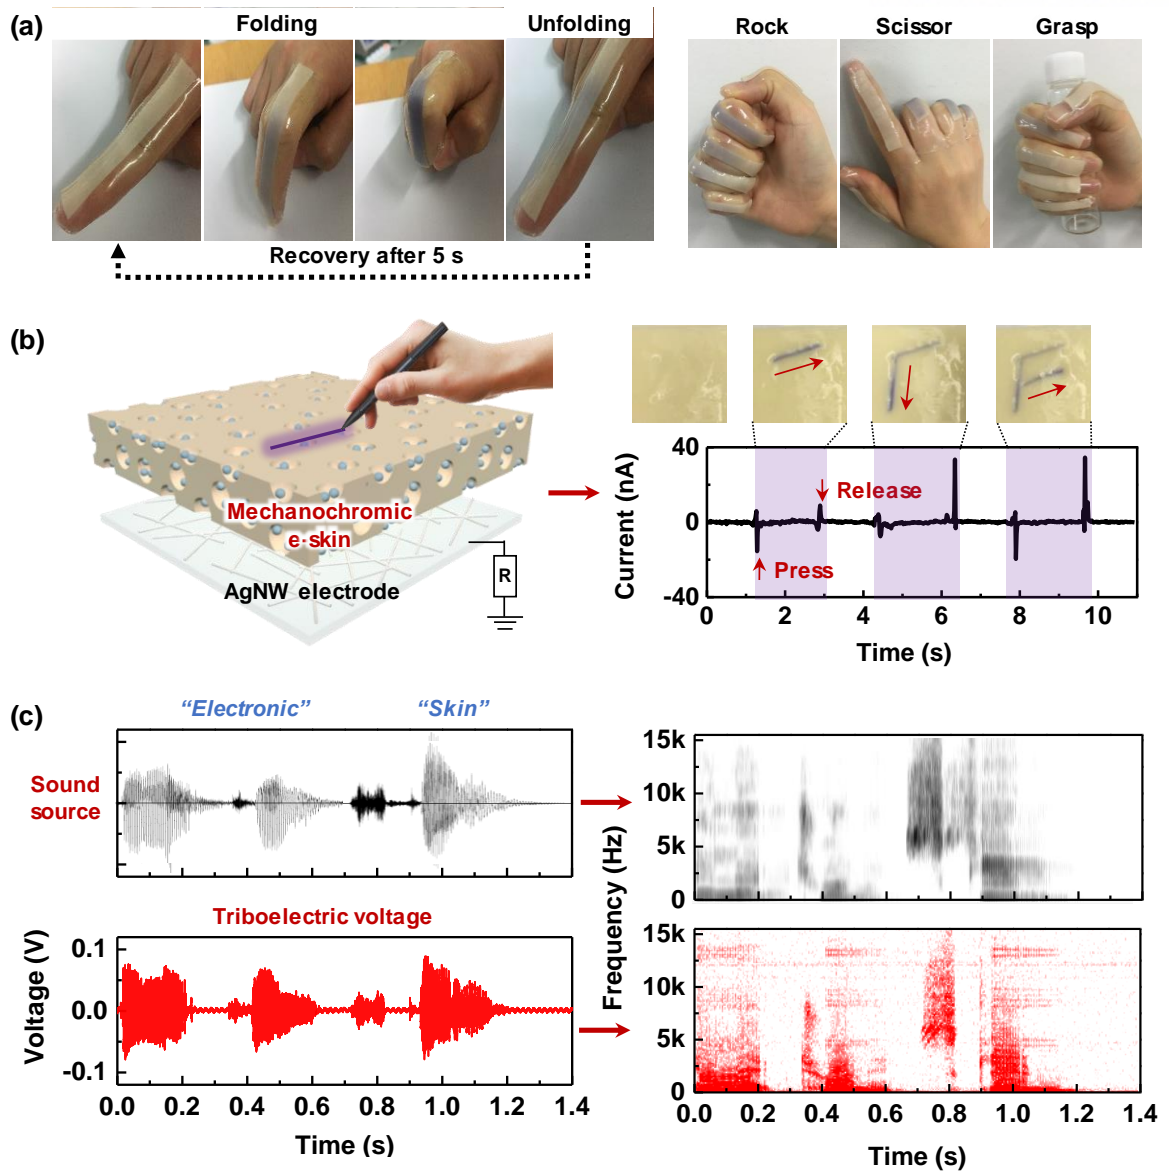 (a)
Folding
Unfolding
Rock
Scissor
Grasp
Recovery after 5 s
(b)
Mechanochromic
e-skin
AgNW electrode
R
40
0
-40
Current (nA)
Release
Press
0 2 4 6 8 10
Time (s)
(c)
“Electronic”
“Skin”
Sound
source
Triboelectric voltage
0.1
0.0
-0.1
Voltage (V)
0.0 0.2 0.4 0.6 0.8 1.0 1.2 1.4
Time (s)
15k
10k
5k
0
Frequency (Hz)
15k
10k
5k
0
0.0 0.2 0.4 0.6 0.8 1.0 1.2 1.4
Time (s)